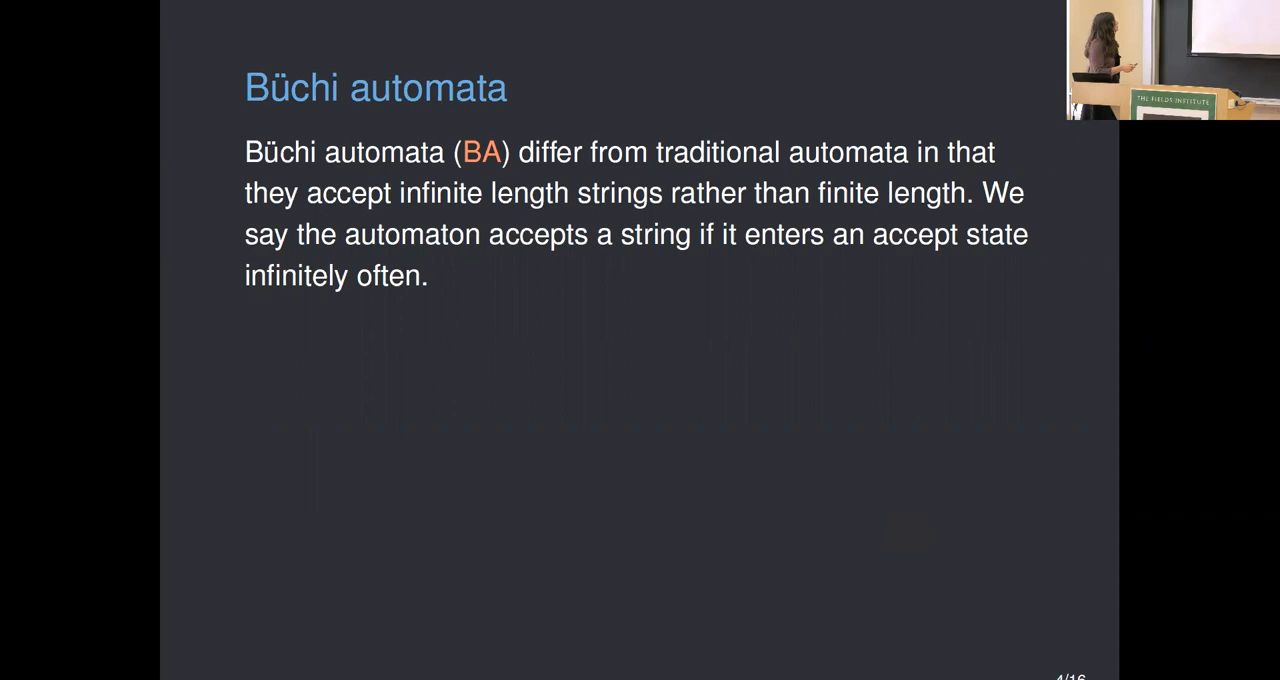 Büchi automata
Büchi automata (BA) differ from traditional automata in that
they accept infinite length strings rather than finite length. We
say the automaton accepts a string if it enters an accept state
infinitely often.
THE FIELDS INSTITUTE
4/16